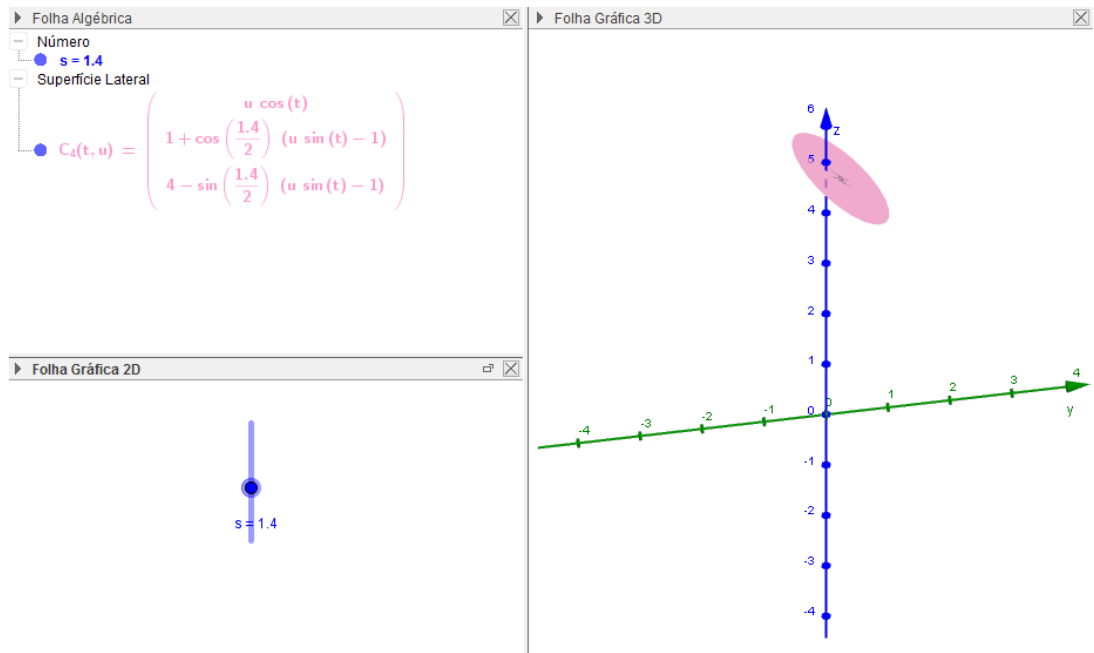 Folha Algébrica
Número
s = 1.4
Superfície Lateral
C₄(t, u) = ( u cos (t)
1 + cos (1.4/2) (u sin (t) − 1)
4 − sin (1.4/2) (u sin (t) − 1) )
Folha Gráfica 2D
s = 1.4
Folha Gráfica 3D
6
z
5
4
3
2
1
0
-1
-2
-3
-4
-4
-3
-2
-1
0
1
2
3
4
y